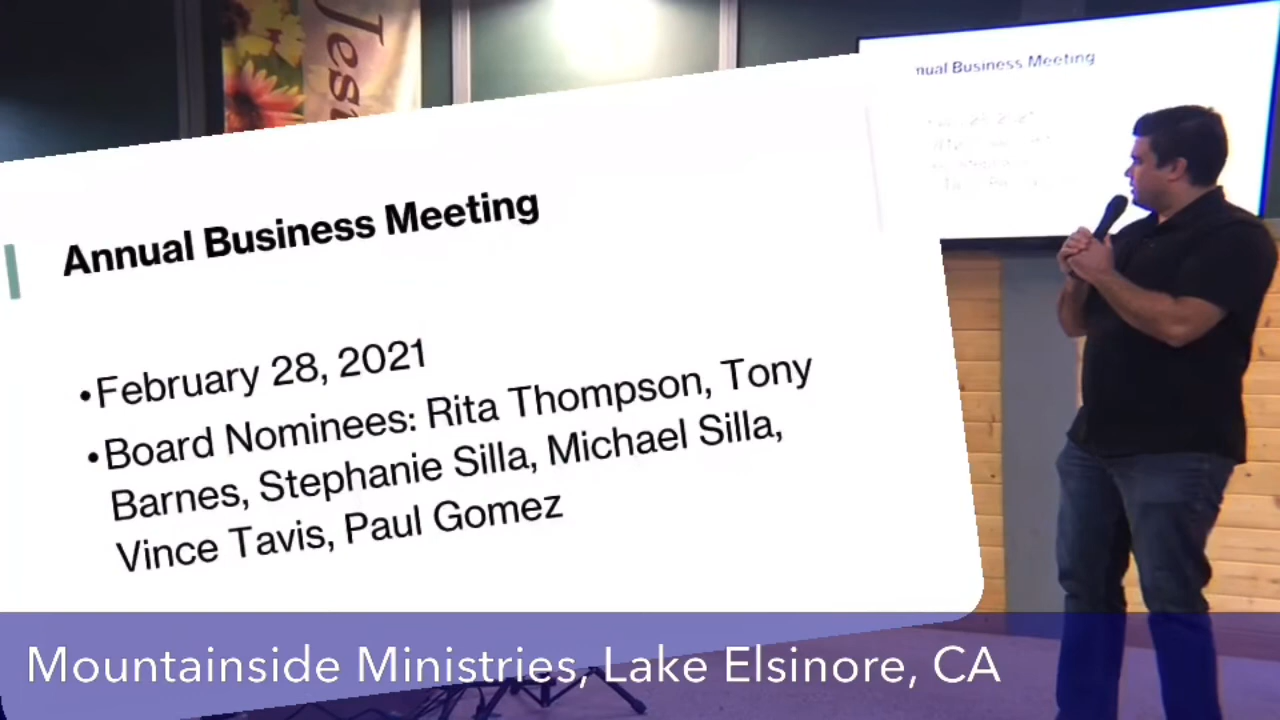 Jesu
nual Business Meeting
Annual Business Meeting
•February 28, 2021
•Board Nominees: Rita Thompson, Tony
Barnes, Stephanie Silla, Michael Silla,
Vince Tavis, Paul Gomez
Mountainside Ministries, Lake Elsinore, CA